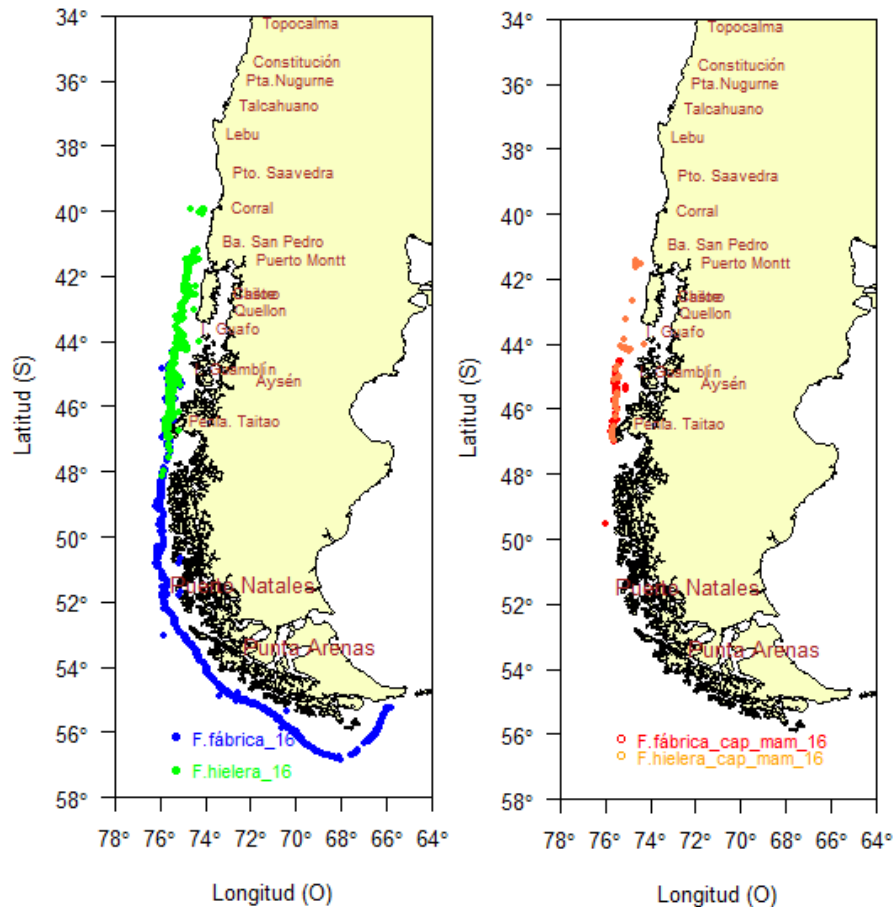 34°
36°
38°
40°
42°
44°
46°
48°
50°
52°
54°
56°
58°
Latitud (S)
Topocalma
Constitución
Pta.Nugurne
Talcahuano
Lebu
Pto. Saavedra
Corral
Ba. San Pedro
Puerto Montt
Quellon
I. Guafo
I. Guamblín
Aysén
Penla. Taitao
Puerto Natales
Punta Arenas
F.fábrica_16
F.hielera_16
78° 76° 74° 72° 70° 68° 66° 64°
Longitud (O)
34°
36°
38°
40°
42°
44°
46°
48°
50°
52°
54°
56°
58°
Latitud (S)
Topocalma
Constitución
Pta.Nugurne
Talcahuano
Lebu
Pto. Saavedra
Corral
Ba. San Pedro
Puerto Montt
Quellon
I. Guafo
I. Guamblín
Aysén
Penla. Taitao
Puerto Natales
Punta Arenas
F.fábrica_cap_mam_16
F.hielera_cap_mam_16
78° 76° 74° 72° 70° 68° 66° 64°
Longitud (O)